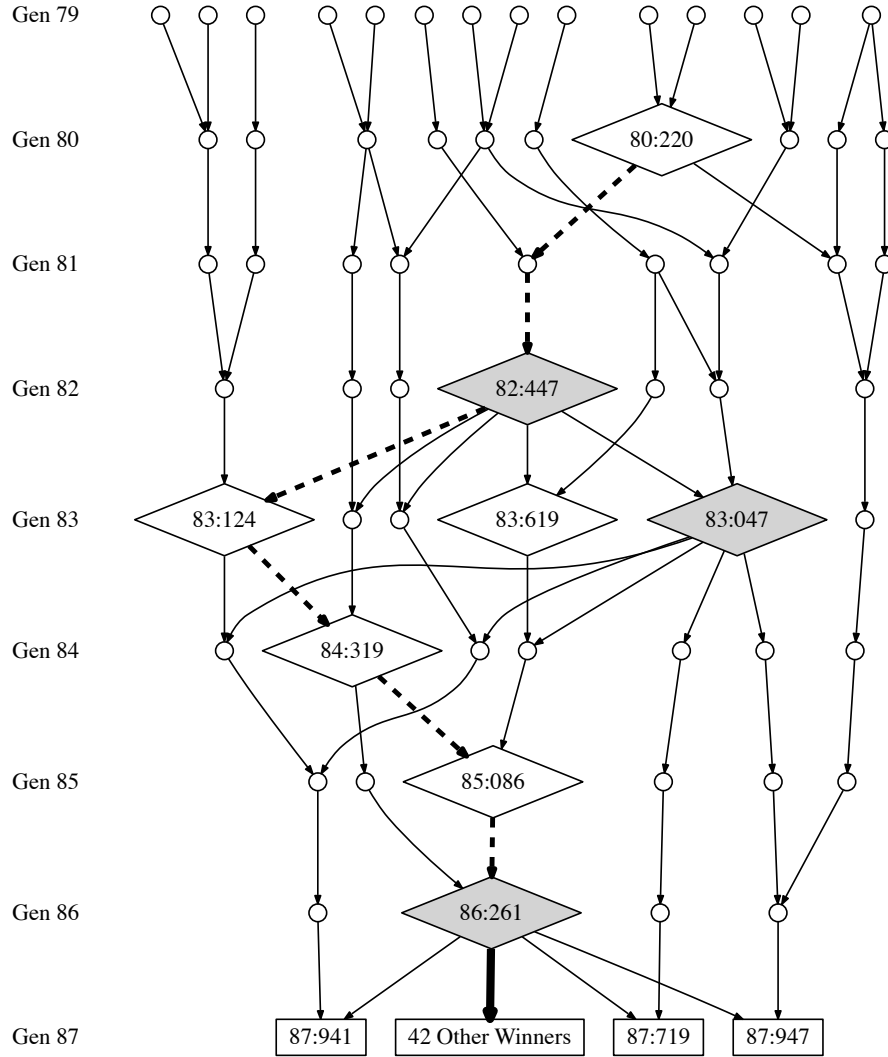 Gen 79
Gen 80
80:220
Gen 81
Gen 82
82:447
Gen 83
83:124
83:619
83:047
Gen 84
84:319
Gen 85
85:086
Gen 86
86:261
Gen 87
87:941
42 Other Winners
87:719
87:947